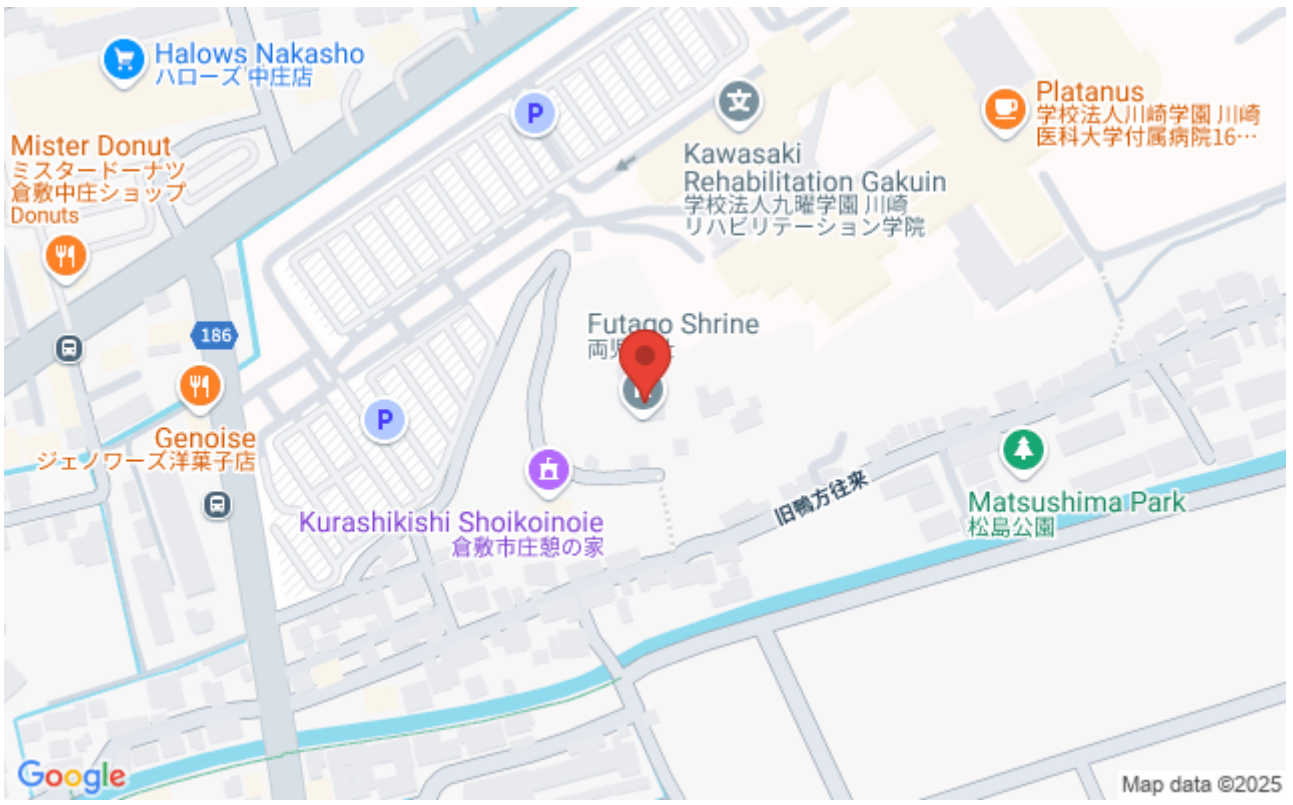 Halows Nakasho
ハローズ 中庄店
Mister Donut
ミスタードーナツ
倉敷中庄ショップ
Donuts
P
文
Kawasaki
Rehabilitation Gakuin
学校法人九曜学園 川崎
リハビリテーション学院
Platanus
学校法人川崎学園 川崎
医科大学付属病院16…
186
Futago Shrine
両児
P
Genoise
ジェノワーズ洋菓子店
Kurashikishi Shoikoinoie
倉敷市庄憩の家
旧鴨方往来
Matsushima Park
松島公園
Google
Map data ©2025